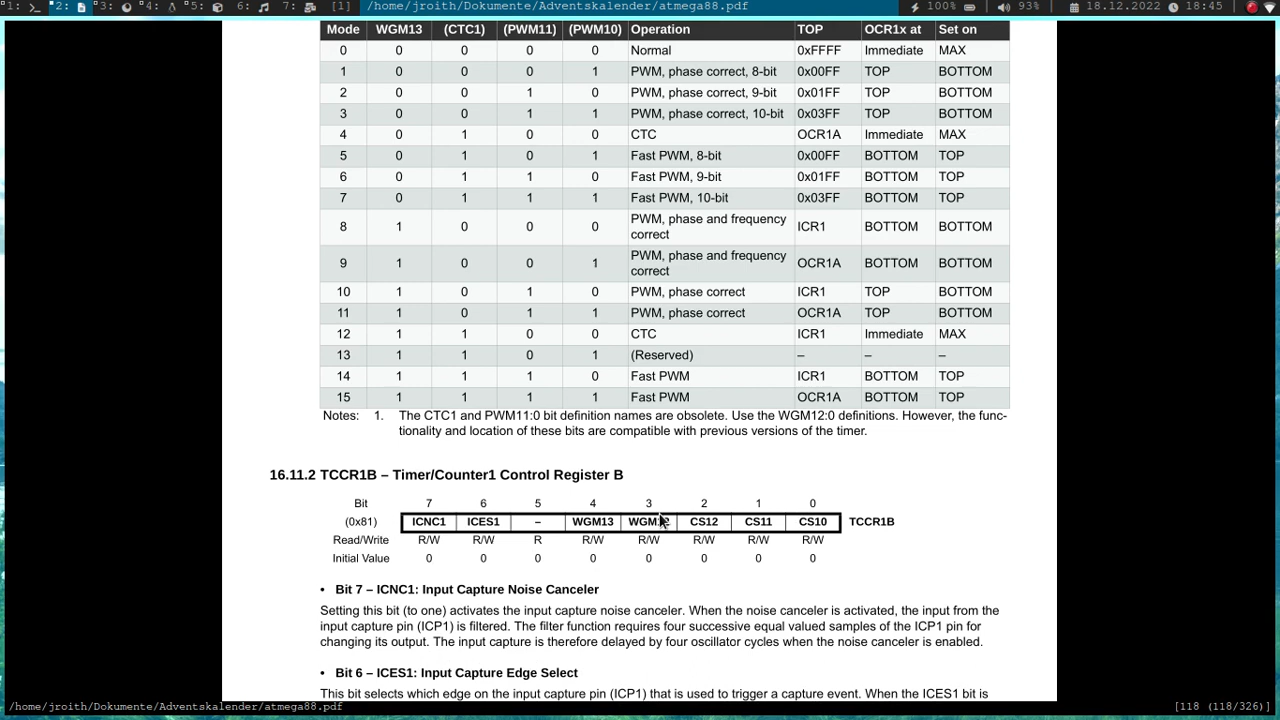 1: 2: 3: 4: 5: 6: 7: [1] /home/jroith/Dokumente/Adventskalender/atmega88.pdf 100% 93% 18.12.2022 18:45
Mode WGM13 (CTC1) (PWM11) (PWM10) Operation TOP OCR1x at Set on
0 0 0 0 0 Normal 0xFFFF Immediate MAX
1 0 0 0 1 PWM, phase correct, 8-bit 0x00FF TOP BOTTOM
2 0 0 1 0 PWM, phase correct, 9-bit 0x01FF TOP BOTTOM
3 0 0 1 1 PWM, phase correct, 10-bit 0x03FF TOP BOTTOM
4 0 1 0 0 CTC OCR1A Immediate MAX
5 0 1 0 1 Fast PWM, 8-bit 0x00FF BOTTOM TOP
6 0 1 1 0 Fast PWM, 9-bit 0x01FF BOTTOM TOP
7 0 1 1 1 Fast PWM, 10-bit 0x03FF BOTTOM TOP
8 1 0 0 0 PWM, phase and frequency correct ICR1 BOTTOM BOTTOM
9 1 0 0 1 PWM, phase and frequency correct OCR1A BOTTOM BOTTOM
10 1 0 1 0 PWM, phase correct ICR1 TOP BOTTOM
11 1 0 1 1 PWM, phase correct OCR1A TOP BOTTOM
12 1 1 0 0 CTC ICR1 Immediate MAX
13 1 1 0 1 (Reserved) – – –
14 1 1 1 0 Fast PWM ICR1 BOTTOM TOP
15 1 1 1 1 Fast PWM OCR1A BOTTOM TOP
Notes: 1. The CTC1 and PWM11:0 bit definition names are obsolete. Use the WGM12:0 definitions. However, the func-
tionality and location of these bits are compatible with previous versions of the timer.
16.11.2 TCCR1B – Timer/Counter1 Control Register B
Bit 7 6 5 4 3 2 1 0
(0x81) ICNC1 ICES1 – WGM13 WGM12 CS12 CS11 CS10 TCCR1B
Read/Write R/W R/W R R/W R/W R/W R/W R/W
Initial Value 0 0 0 0 0 0 0 0
• Bit 7 – ICNC1: Input Capture Noise Canceler
Setting this bit (to one) activates the input capture noise canceler. When the noise canceler is activated, the input from the
input capture pin (ICP1) is filtered. The filter function requires four successive equal valued samples of the ICP1 pin for
changing its output. The input capture is therefore delayed by four oscillator cycles when the noise canceler is enabled.
• Bit 6 – ICES1: Input Capture Edge Select
This bit selects which edge on the input capture pin (ICP1) that is used to trigger a capture event. When the ICES1 bit is
/home/jroith/Dokumente/Adventskalender/atmega88.pdf [118 (118/326)]